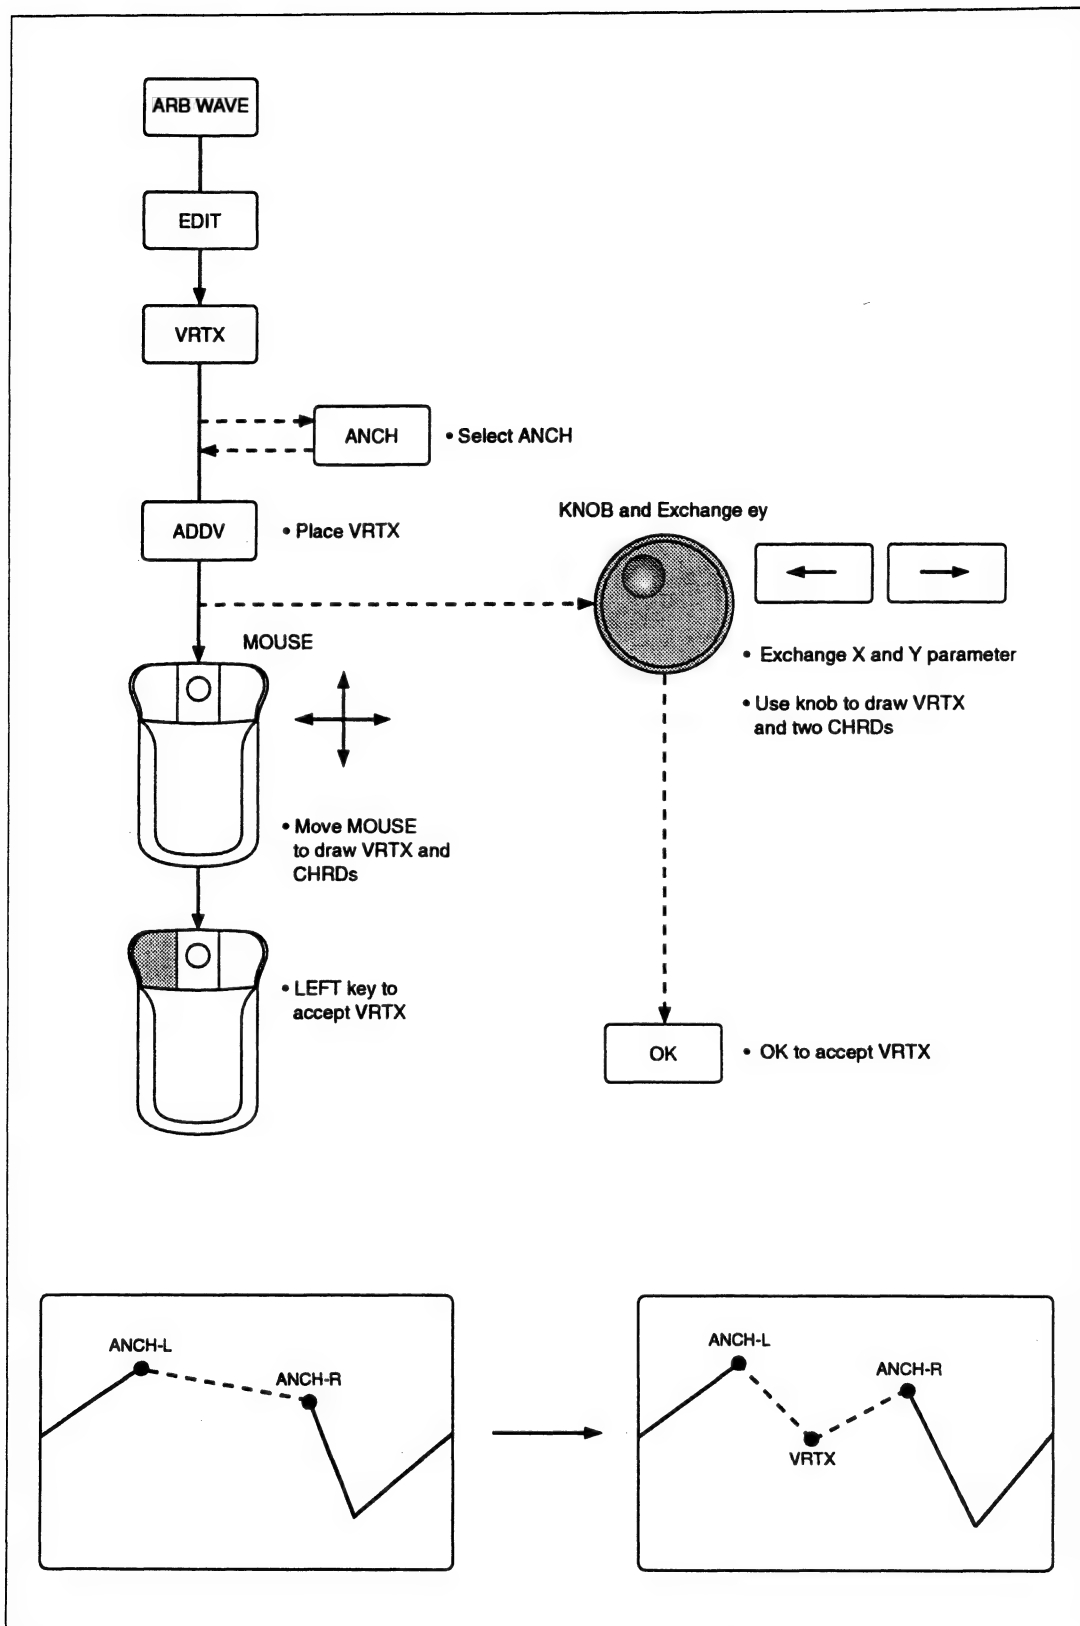 ARB WAVE
EDIT
VRTX
ANCH
• Select ANCH
ADDV
• Place VRTX
KNOB and Exchange ey
MOUSE
• Exchange X and Y parameter
• Use knob to draw VRTX
and two CHRDs
• Move MOUSE
to draw VRTX and
CHRDs
• LEFT key to
accept VRTX
OK
• OK to accept VRTX
ANCH-L
ANCH-R
ANCH-L
ANCH-R
VRTX